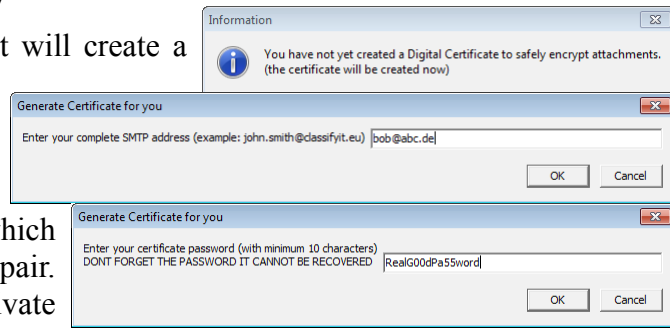 Information
t will create a
You have not yet created a Digital Certificate to safely encrypt attachments.
(the certificate will be created now)
Generate Certificate for you
Enter your complete SMTP address (example: john.smith@classifyit.eu) bob@abc.de
OK Cancel
hich
Generate Certificate for you
pair.
Enter your certificate password (with minimum 10 characters)
DONT FORGET THE PASSWORD IT CANNOT BE RECOVERED RealG00dPa55word
vate
OK Cancel